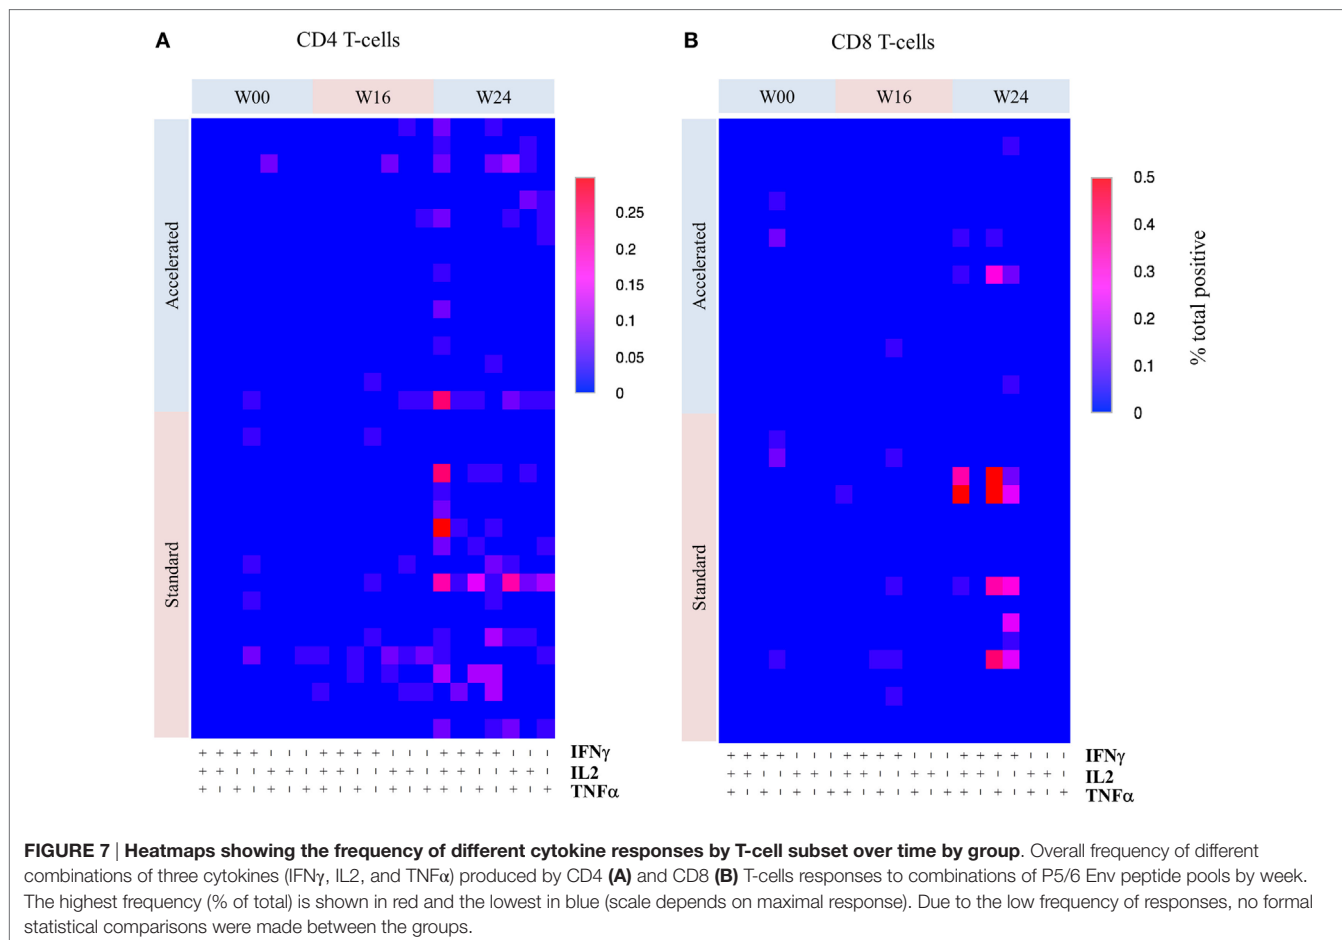 A
CD4 T-cells
W00 W16 W24
Accelerated
Standard
0.25
0.2
0.15
0.1
0.05
0
+ + + + – – – + + + + – – – + + + + – – – IFNγ
+ + – – + + – + + – – + + – + + – – + + – IL2
+ – + – + – + + – + – + – + + – + – + – + TNFα
B
CD8 T-cells
W00 W16 W24
Accelerated
Standard
0.5
0.4
0.3
0.2
0.1
0
% total positive
+ + + + – – – + + + + – – – + + + + – – – IFNγ
+ + – – + + – + + – – + + – + + – – + + – IL2
+ – + – + – + + – + – + – + + – + – + – + TNFα
FIGURE 7 | Heatmaps showing the frequency of different cytokine responses by T-cell subset over time by group. Overall frequency of different
combinations of three cytokines (IFNγ, IL2, and TNFα) produced by CD4 (A) and CD8 (B) T-cells responses to combinations of P5/6 Env peptide pools by week.
The highest frequency (% of total) is shown in red and the lowest in blue (scale depends on maximal response). Due to the low frequency of responses, no formal
statistical comparisons were made between the groups.